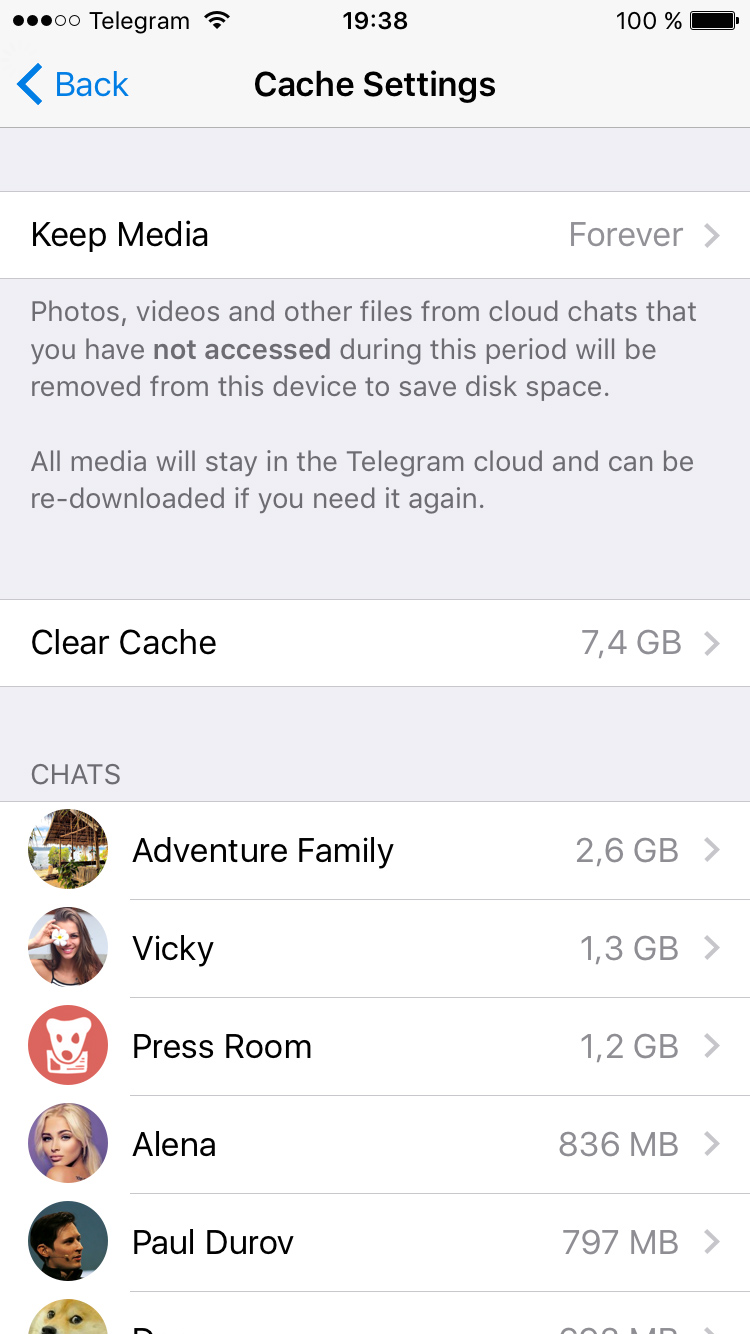 Telegram 19:38 100 %
Back Cache Settings
Keep Media Forever
Photos, videos and other files from cloud chats that
you have not accessed during this period will be
removed from this device to save disk space.
All media will stay in the Telegram cloud and can be
re-downloaded if you need it again.
Clear Cache 7,4 GB
CHATS
Adventure Family 2,6 GB
Vicky 1,3 GB
Press Room 1,2 GB
Alena 836 MB
Paul Durov 797 MB